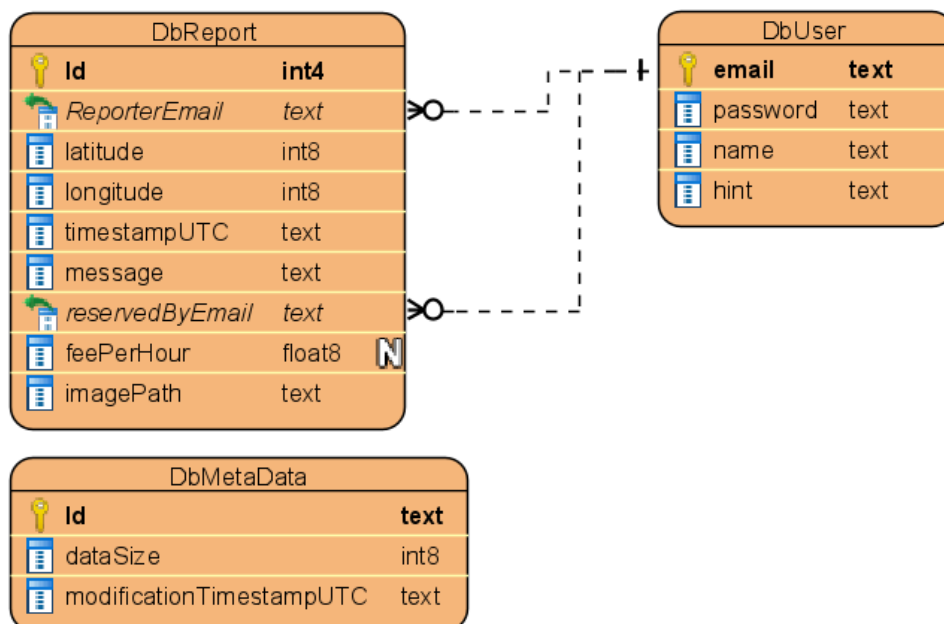 DbReport
Id int4
ReporterEmail text
latitude int8
longitude int8
timestampUTC text
message text
reservedByEmail text
feePerHour float8 N
imagePath text
DbUser
email text
password text
name text
hint text
DbMetaData
Id text
dataSize int8
modificationTimestampUTC text